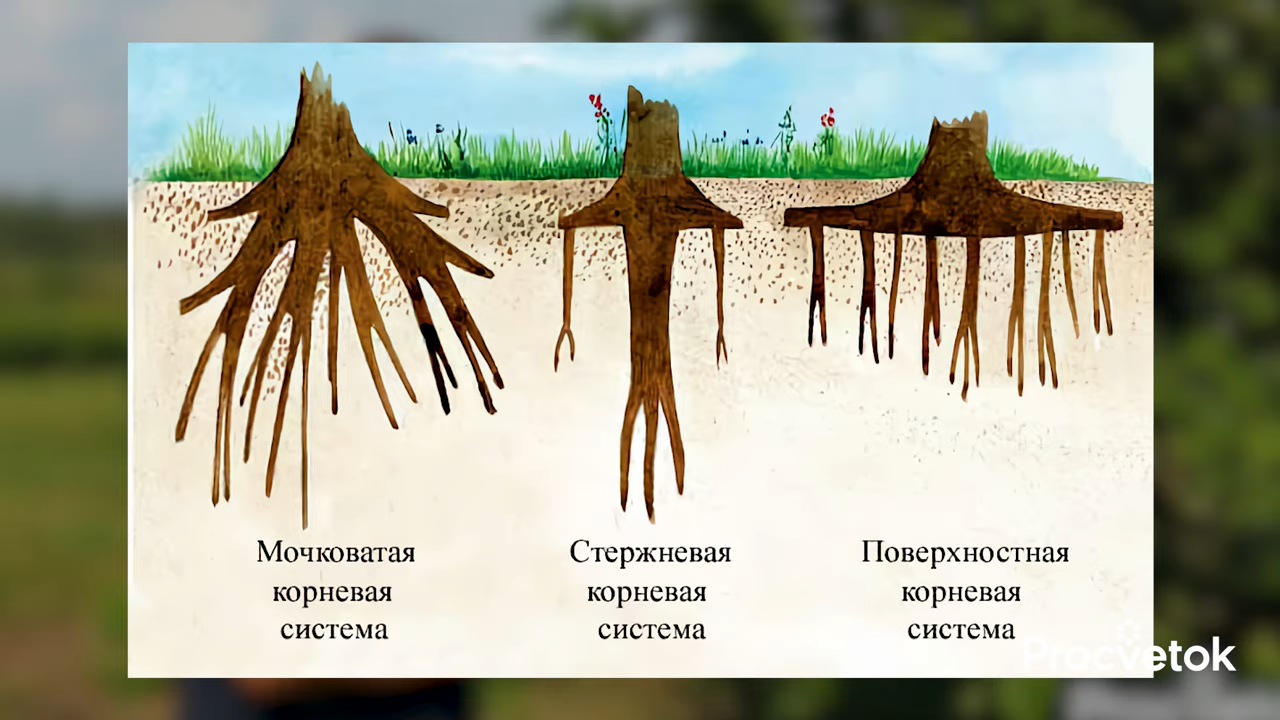 Мочковатая
корневая
система
Стержневая
корневая
система
Поверхностная
корневая
система
Procvetok